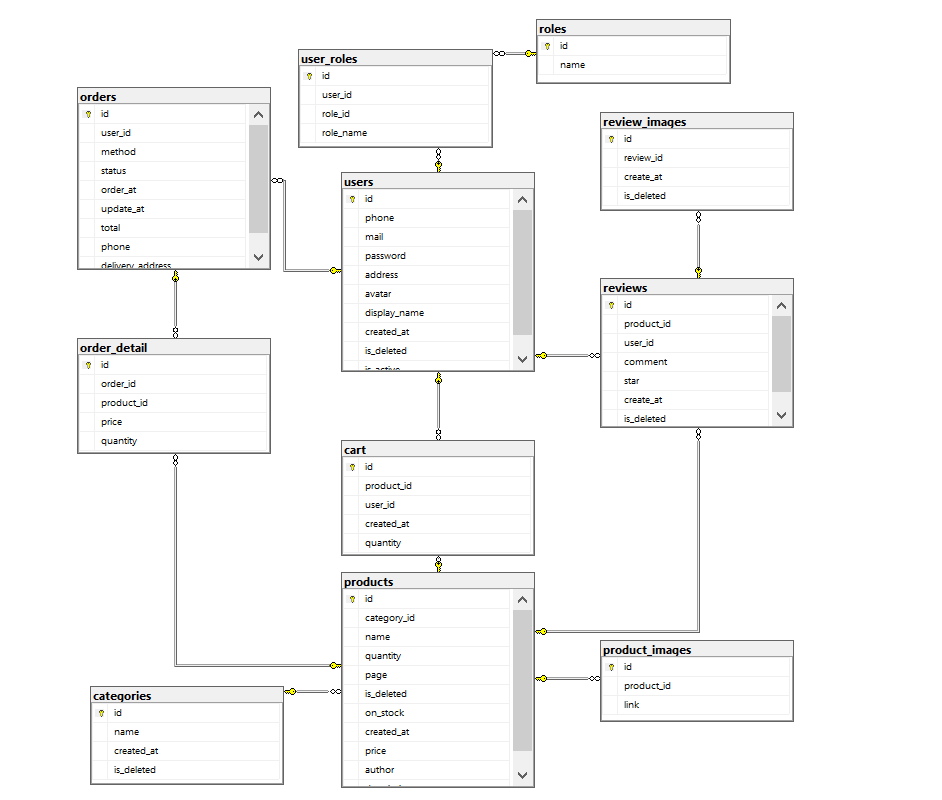 roles
id
name
user_roles
id
user_id
role_id
role_name
orders
id
user_id
method
status
order_at
update_at
total
phone
delivery_address
review_images
id
review_id
create_at
is_deleted
users
id
phone
mail
password
address
avatar
display_name
created_at
is_deleted
is_active
reviews
id
product_id
user_id
comment
star
create_at
is_deleted
order_detail
id
order_id
product_id
price
quantity
cart
id
product_id
user_id
created_at
quantity
products
id
category_id
name
quantity
page
is_deleted
on_stock
created_at
price
author
product_images
id
product_id
link
categories
id
name
created_at
is_deleted